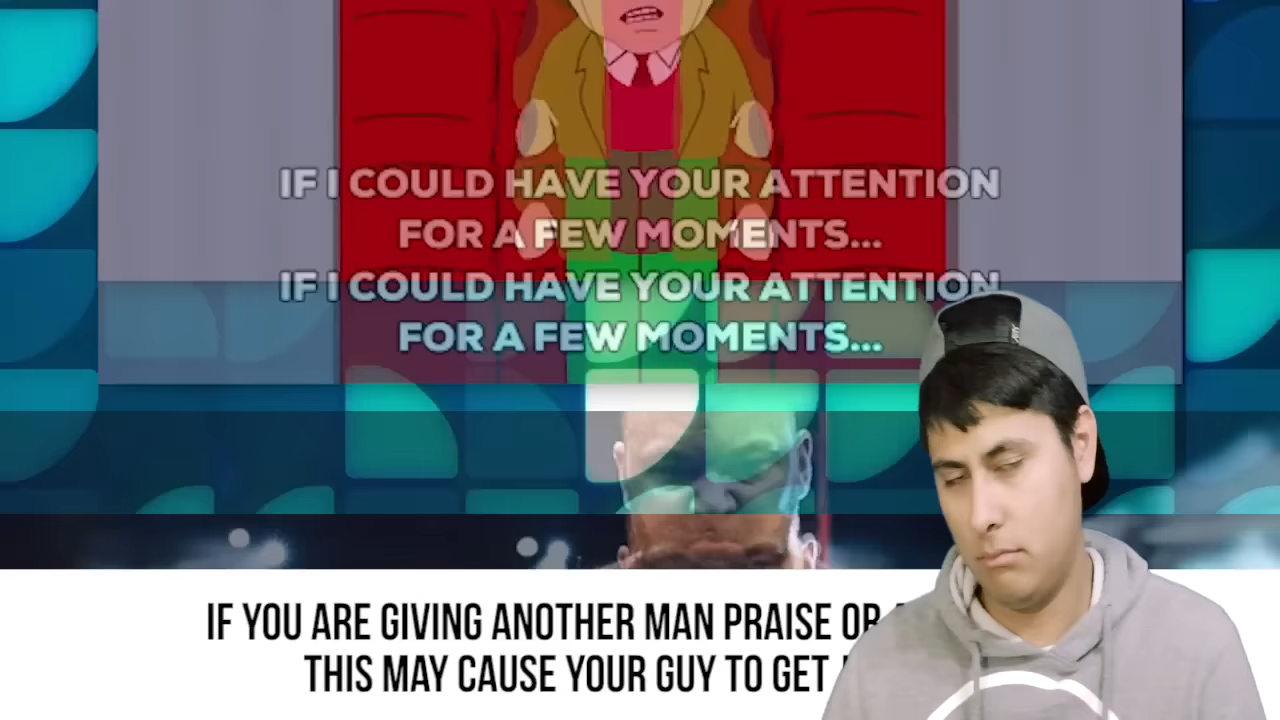 IF I COULD HAVE YOUR ATTENTION
FOR A FEW MOMENTS...
IF I COULD HAVE YOUR ATTENTION
FOR A FEW MOMENTS...
IF YOU ARE GIVING ANOTHER MAN PRAISE OR
THIS MAY CAUSE YOUR GUY TO GET